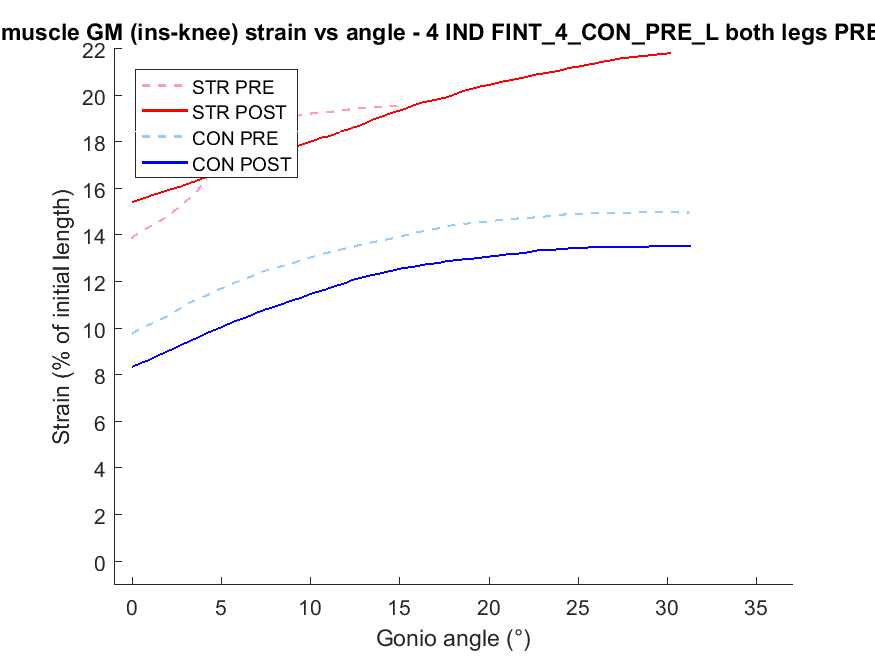 muscle GM (ins-knee) strain vs angle - 4 IND FINT_4_CON_PRE_L both legs PRE
22
20
18
16
14
12
10
8
6
4
2
0
Strain (% of initial length)
STR PRE
STR POST
CON PRE
CON POST
0 5 10 15 20 25 30 35
Gonio angle (°)